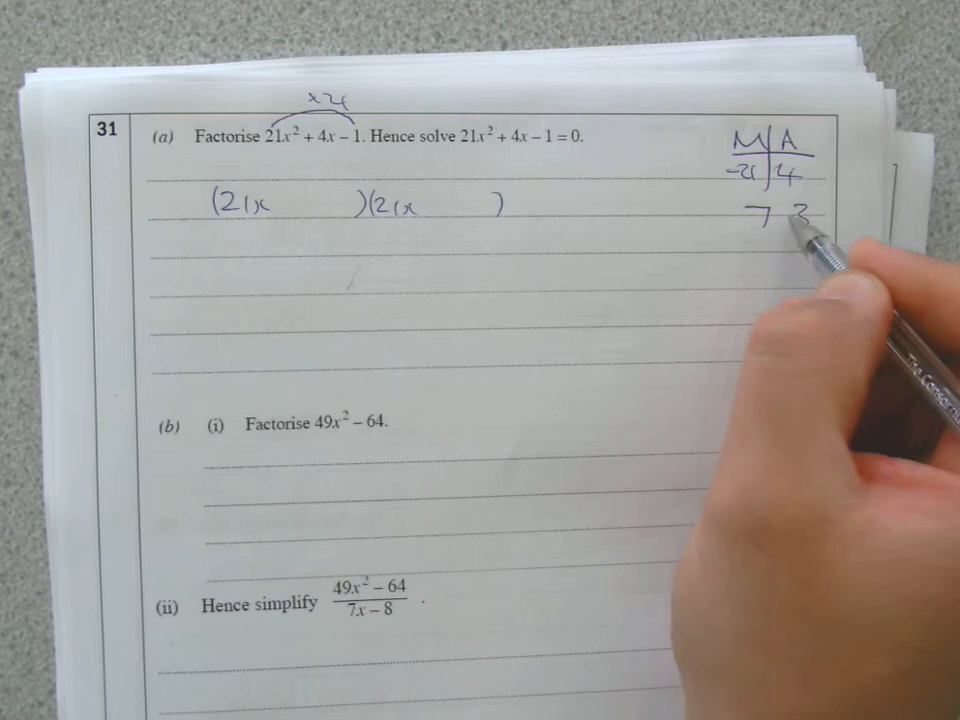 ×21
31 (a) Factorise 21x² + 4x − 1. Hence solve 21x² + 4x − 1 = 0.
M A
-21 4
(21x )(21x )
7 3
(b) (i) Factorise 49x² − 64.
(ii) Hence simplify (49x² − 64)/(7x − 8) .